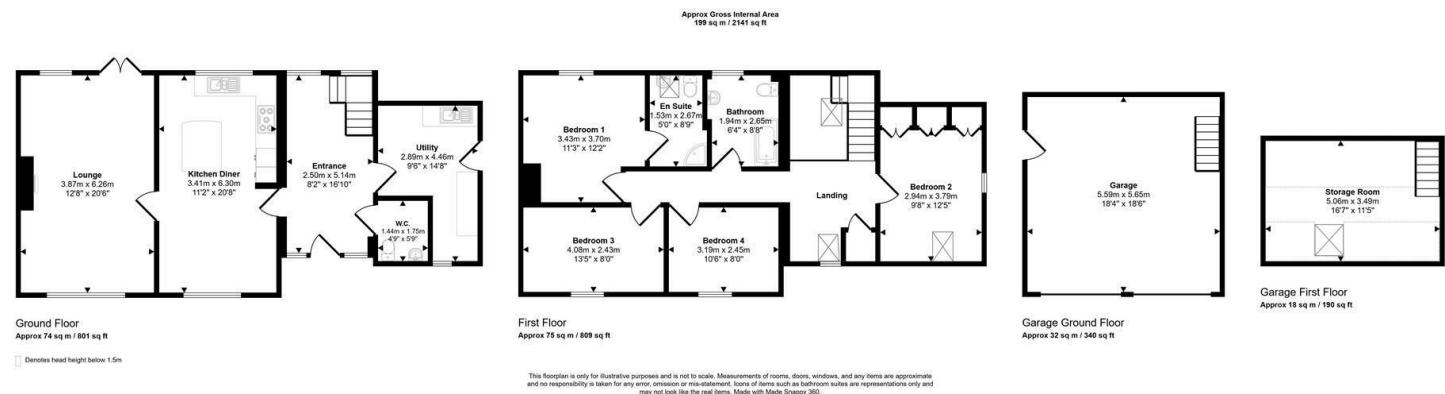 Approx Gross Internal Area
199 sq m / 2141 sq ft
Lounge
3.87m x 6.26m
12'8" x 20'6"
Kitchen Diner
3.41m x 6.30m
11'2" x 20'8"
Entrance
2.50m x 5.14m
8'2" x 16'10"
Utility
2.89m x 4.46m
9'6" x 14'8"
W.C.
1.44m x 1.75m
4'9" x 5'9"
Ground Floor
Approx 74 sq m / 801 sq ft
Denotes head height below 1.5m
Bedroom 1
3.43m x 3.70m
11'3" x 12'2"
En Suite
1.53m x 2.67m
5'0" x 8'9"
Bathroom
1.94m x 2.65m
6'4" x 8'8"
Landing
Bedroom 2
2.94m x 3.79m
9'8" x 12'5"
Bedroom 3
4.08m x 2.43m
13'5" x 8'0"
Bedroom 4
3.19m x 2.45m
10'6" x 8'0"
First Floor
Approx 75 sq m / 809 sq ft
Garage
5.59m x 5.65m
18'4" x 18'6"
Garage Ground Floor
Approx 32 sq m / 340 sq ft
Storage Room
5.06m x 3.49m
16'7" x 11'5"
Garage First Floor
Approx 18 sq m / 190 sq ft
This floorplan is only for illustrative purposes and is not to scale. Measurements of rooms, doors, windows, and any items are approximate
and no responsibility is taken for any error, omission or mis-statement. Icons of items such as bathroom suites are representations only and
may not look like the real items. Made with Made Snappy 360.